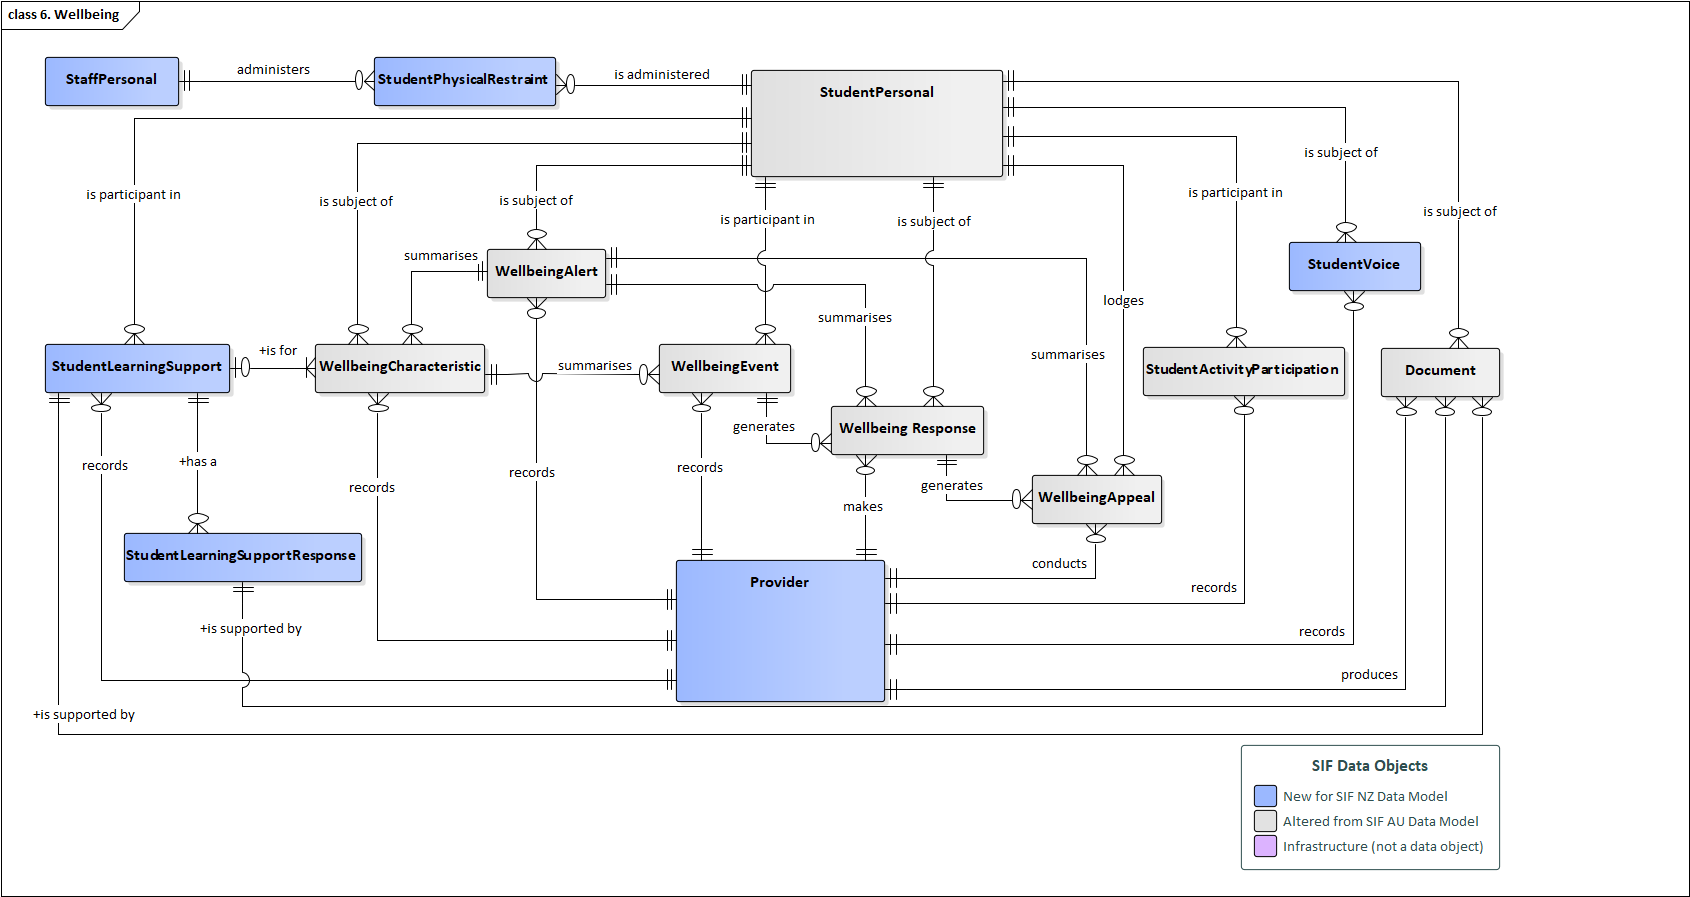 class 6. Wellbeing
StaffPersonal
administers
StudentPhysicalRestraint
is administered
StudentPersonal
is participant in
is subject of
is subject of
is participant in
is subject of
lodges
is participant in
is subject of
is subject of
summarises
WellbeingAlert
StudentVoice
summarises
summarises
StudentLearningSupport
+is for
WellbeingCharacteristic
summarises
WellbeingEvent
StudentActivityParticipation
Document
generates
Wellbeing Response
records
+has a
records
records
records
makes
generates
WellbeingAppeal
StudentLearningSupportResponse
Provider
conducts
records
+is supported by
records
produces
+is supported by
SIF Data Objects
New for SIF NZ Data Model
Altered from SIF AU Data Model
Infrastructure (not a data object)